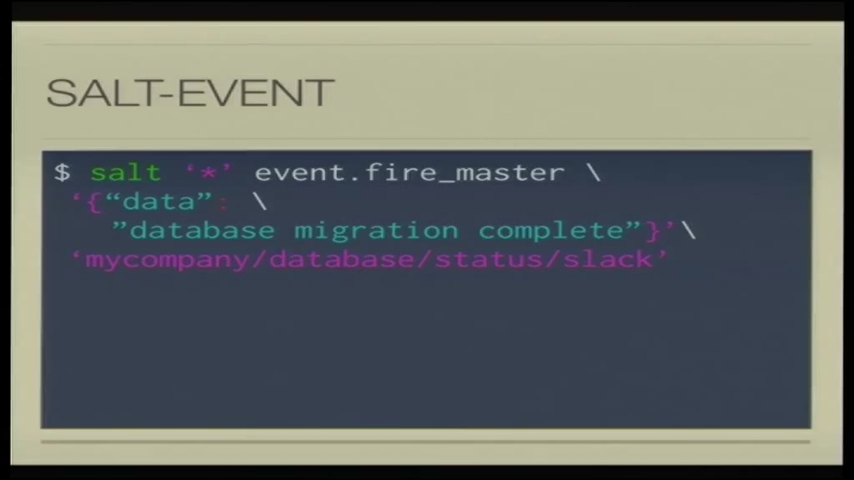 SALT-EVENT
$ salt ‘*’ event.fire_master \
‘{“data”: \
”database migration complete”}’\
‘mycompany/database/status/slack’